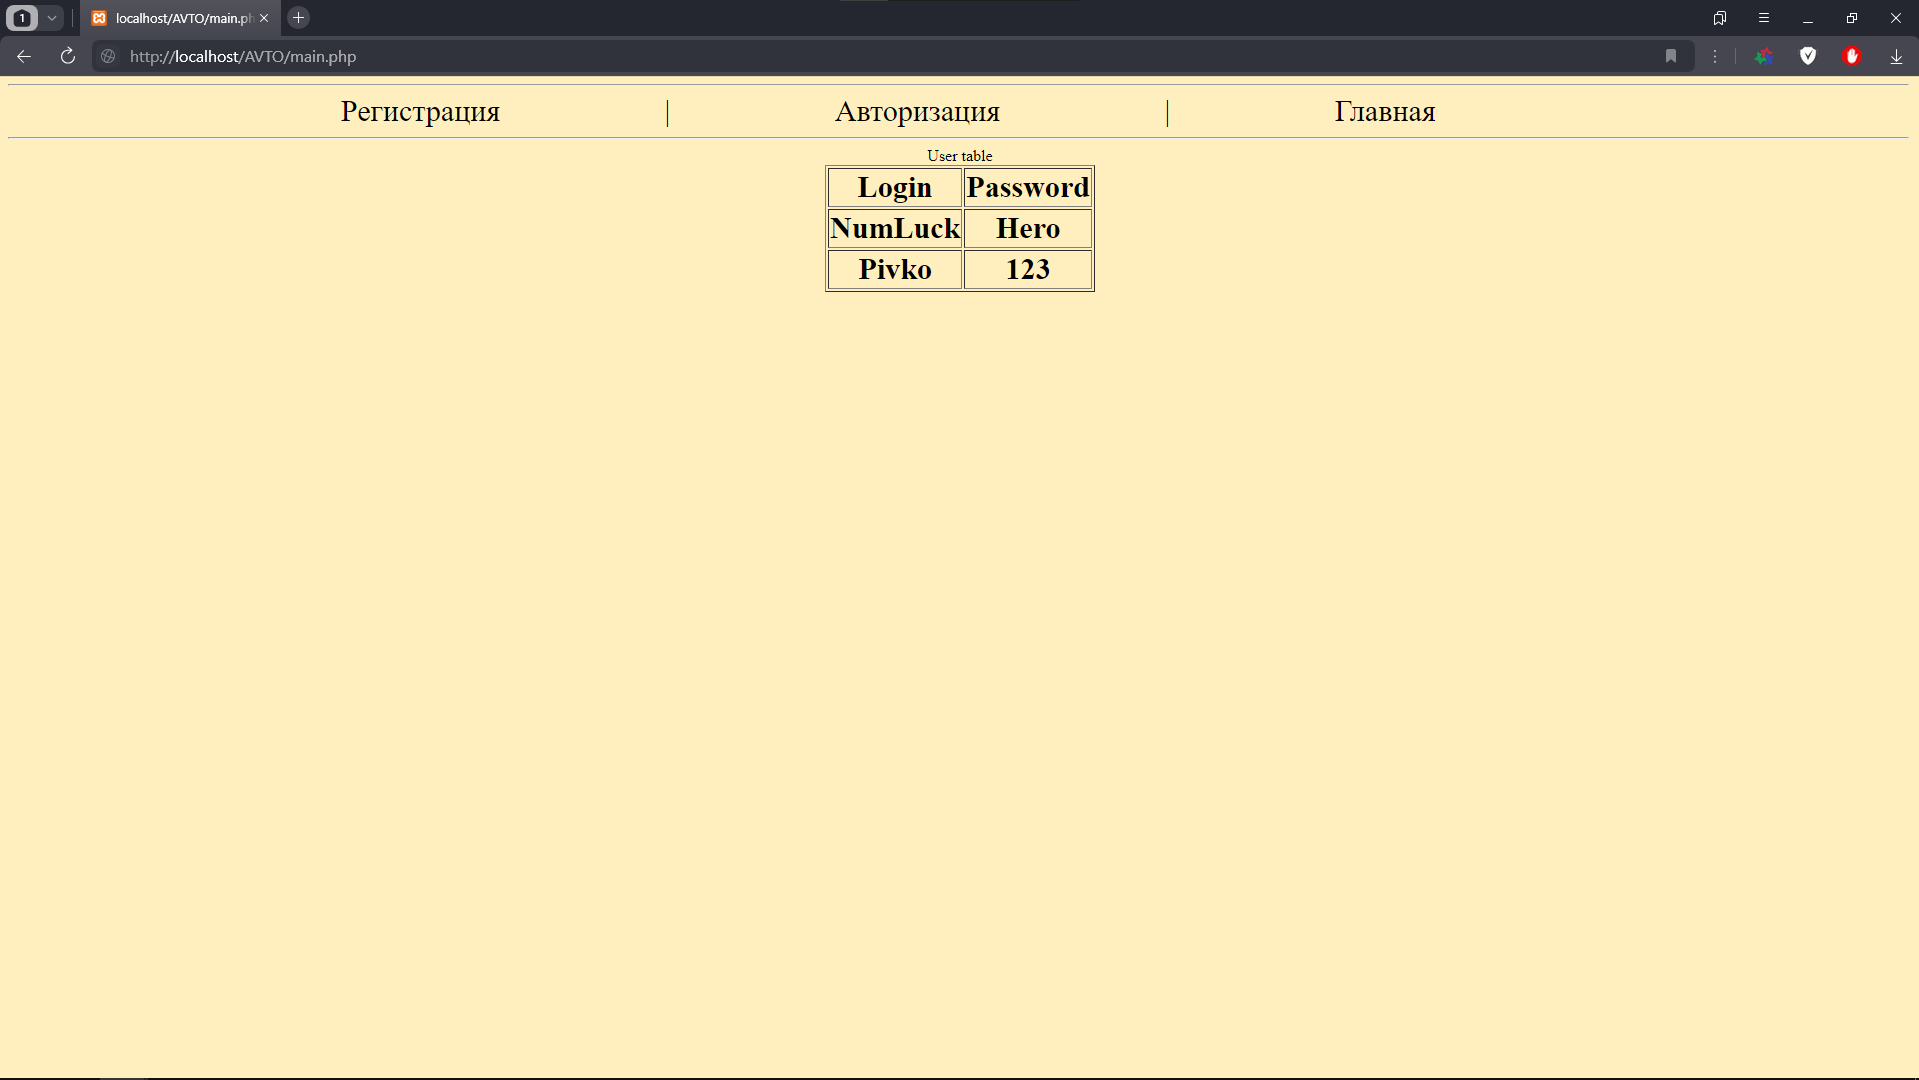 1
localhost/AVTO/main.ph
http://localhost/AVTO/main.php
Регистрация | Авторизация | Главная
User table
Login Password
NumLuck Hero
Pivko 123